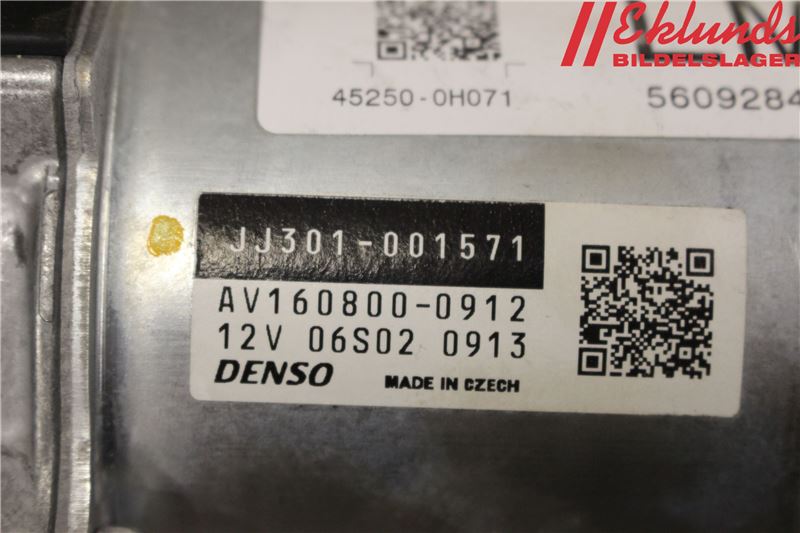 Eklunds
BILDELSLAGER
45250-0H071
5609284
JJ301-001571
AV160800-0912
12V 06S02 0913
DENSO
MADE IN CZECH